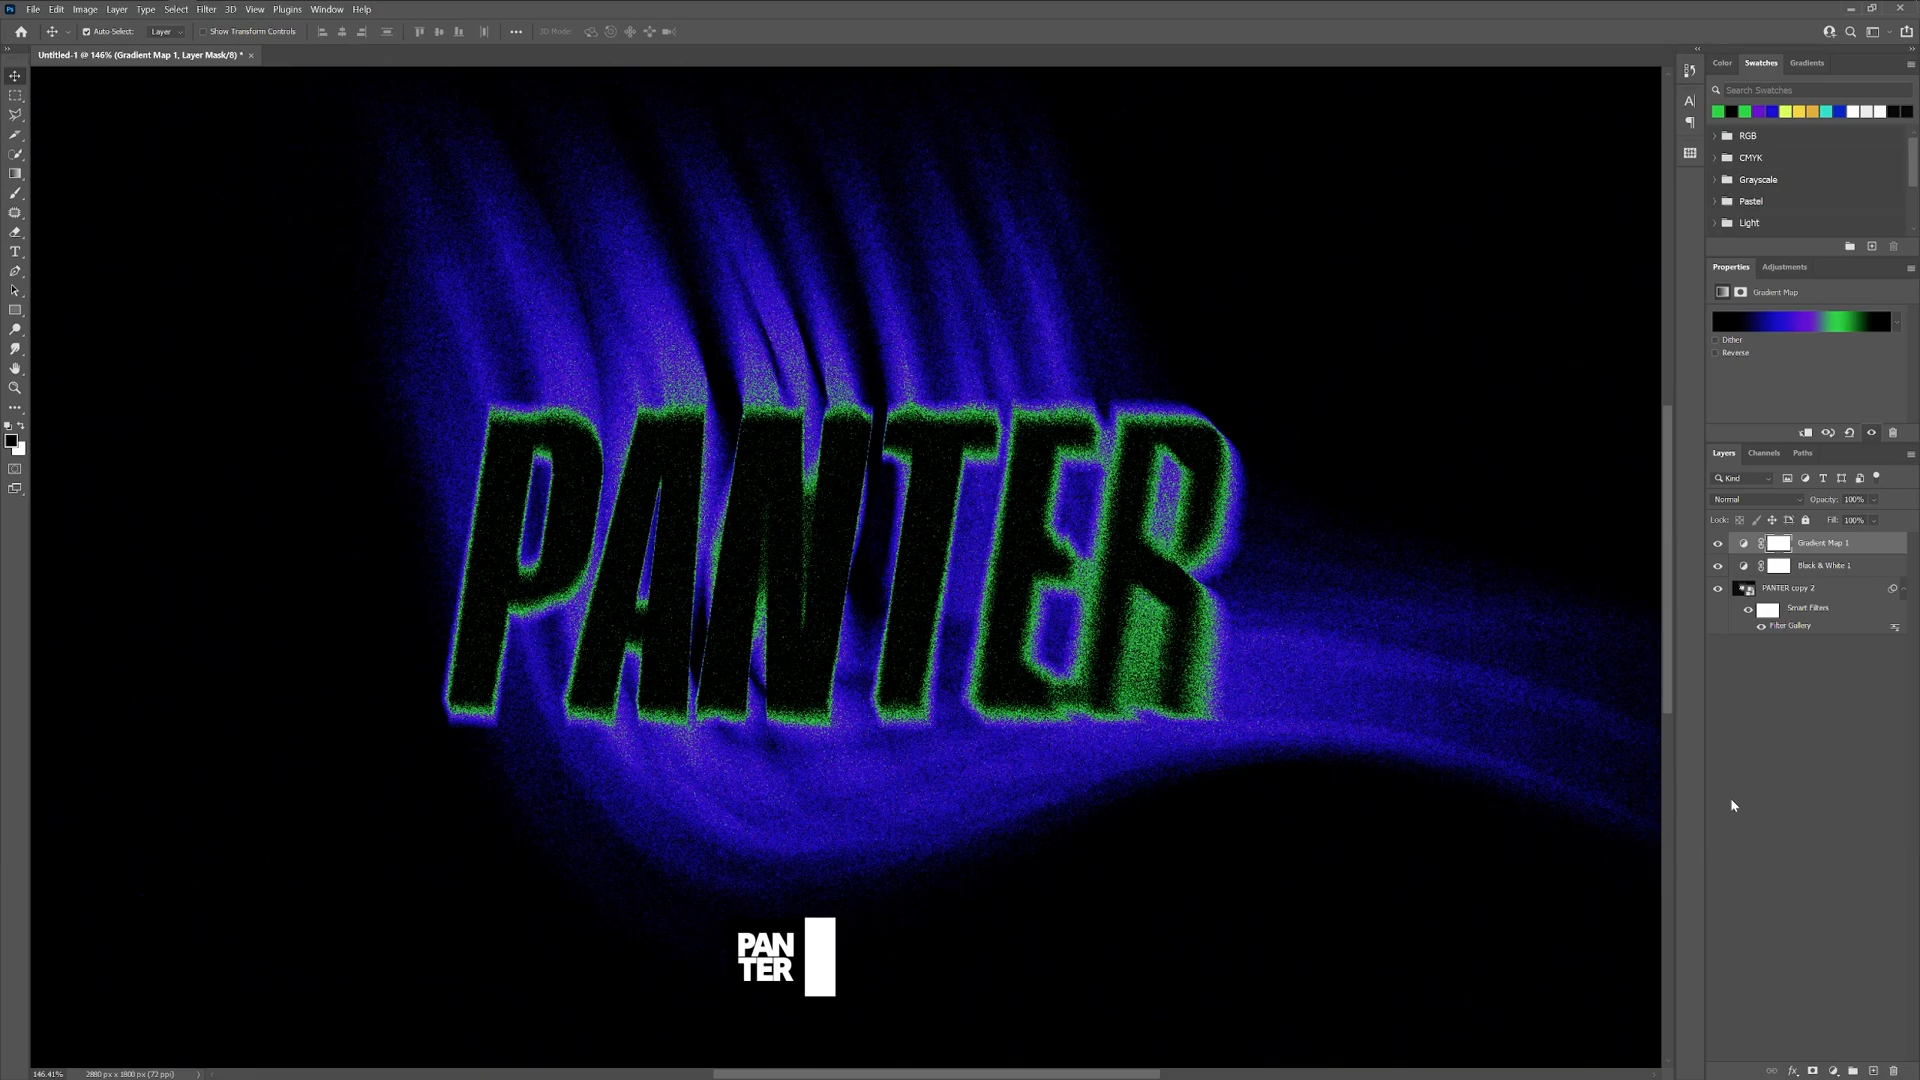 Ps File Edit Image Layer Type Select Filter 3D View Plugins Window Help
Auto-Select: Layer Show Transform Controls 3D Mode:
Untitled-1 @ 146% (Gradient Map 1, Layer Mask/8) *
Color Swatches Gradients
Search Swatches
RGB
CMYK
Grayscale
Pastel
Light
Properties Adjustments
Gradient Map
Dither
Reverse
Layers Channels Paths
Kind
Normal Opacity: 100%
Lock: Fill: 100%
Gradient Map 1
Black & White 1
PANTER copy 2
Smart Filters
Filter Gallery
PANTER
PAN
TER
146.41% 2880 px x 1800 px (72 ppi)